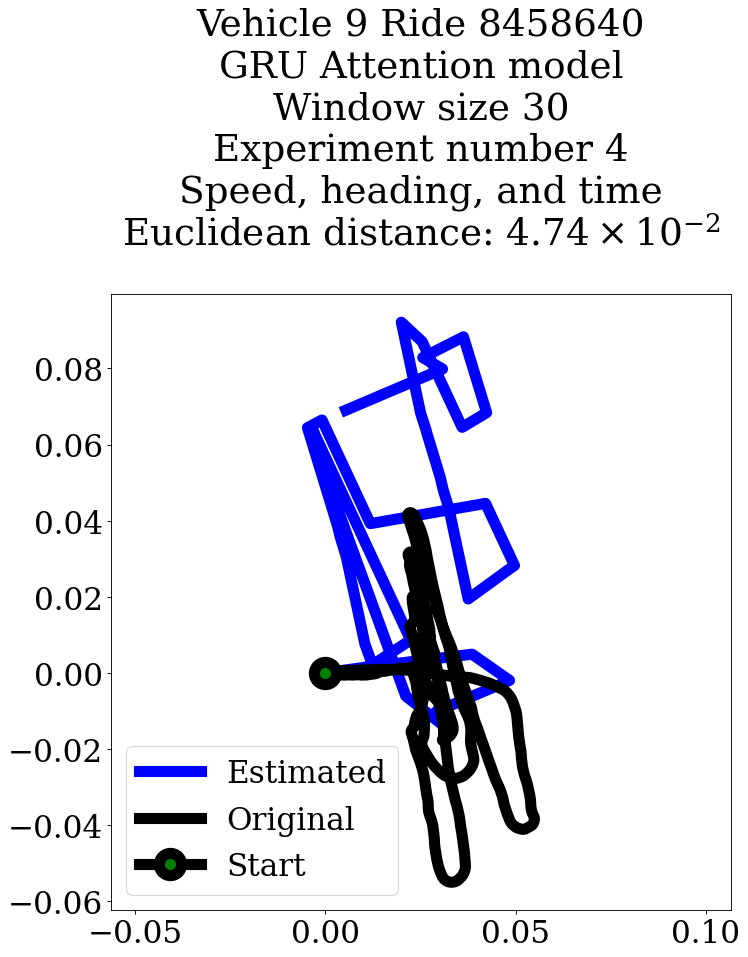 Vehicle 9 Ride 8458640
GRU Attention model
Window size 30
Experiment number 4
Speed, heading, and time
Euclidean distance: 4.74 × 10⁻²
0.08
0.06
0.04
0.02
0.00
−0.02
−0.04
−0.06
Estimated
Original
Start
−0.05 0.00 0.05 0.10